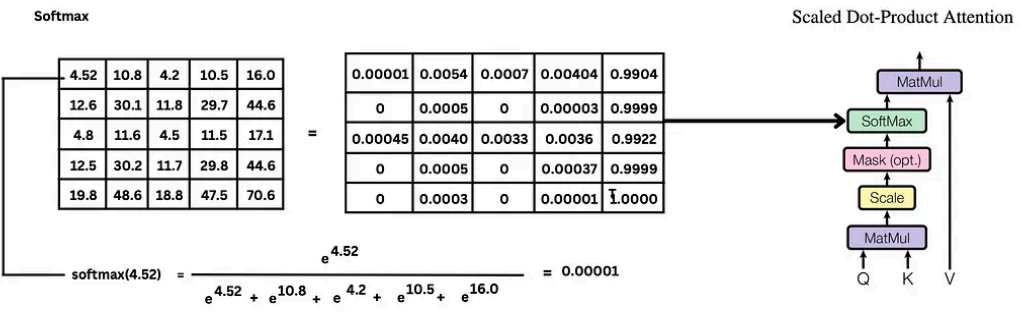 Softmax
Scaled Dot-Product Attention
4.52 10.8 4.2 10.5 16.0
12.6 30.1 11.8 29.7 44.6
4.8 11.6 4.5 11.5 17.1
12.5 30.2 11.7 29.8 44.6
19.8 48.6 18.8 47.5 70.6
=
0.00001 0.0054 0.0007 0.00404 0.9904
0 0.0005 0 0.00003 0.9999
0.00045 0.0040 0.0033 0.0036 0.9922
0 0.0005 0 0.00037 0.9999
0 0.0003 0 0.00001 1.0000
MatMul
SoftMax
Mask (opt.)
Scale
MatMul
Q K V
e^4.52
softmax(4.52) = = 0.00001
e^4.52 + e^10.8 + e^4.2 + e^10.5 + e^16.0